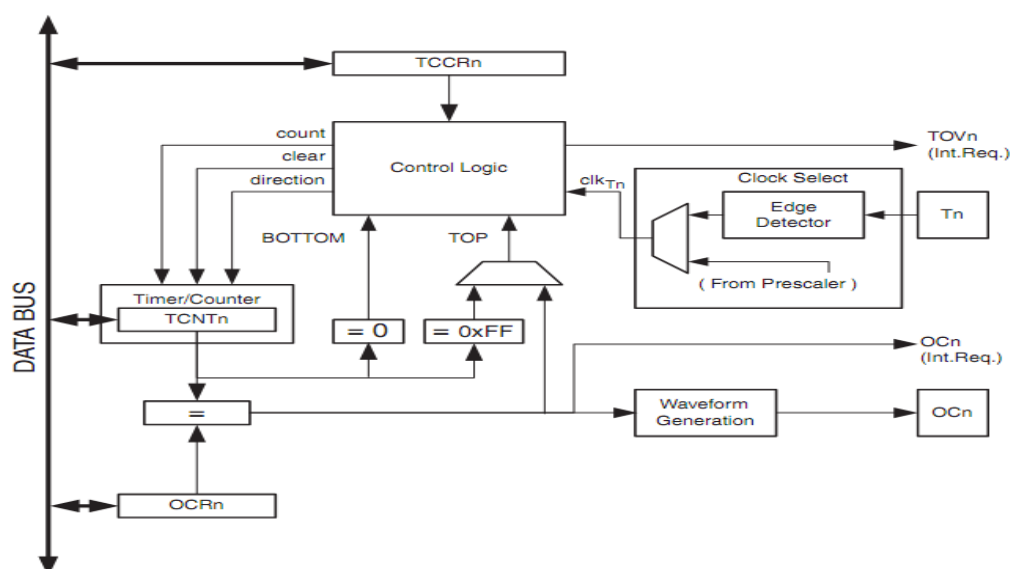 TCCRn
count
clear
direction
Control Logic
TOVn
(Int.Req.)
clkTn
Clock Select
Edge
Detector
Tn
( From Prescaler )
BOTTOM
TOP
Timer/Counter
TCNTn
= 0
= 0xFF
DATA BUS
OCn
(Int.Req.)
=
Waveform
Generation
OCn
OCRn